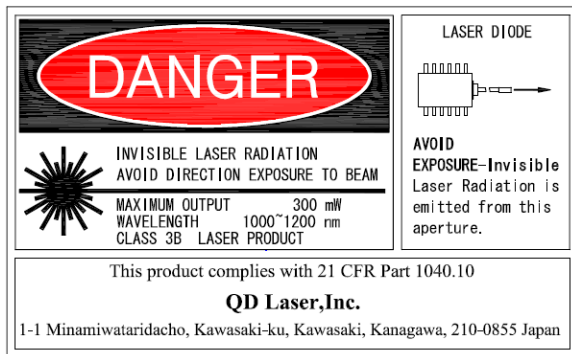 DANGER
INVISIBLE LASER RADIATION
AVOID DIRECTION EXPOSURE TO BEAM
MAXIMUM OUTPUT 300 mW
WAVELENGTH 1000~1200 nm
CLASS 3B LASER PRODUCT
LASER DIODE
AVOID
EXPOSURE-Invisible
Laser Radiation is
emitted from this
aperture.
This product complies with 21 CFR Part 1040.10
QD Laser,Inc.
1-1 Minamiwataridacho, Kawasaki-ku, Kawasaki, Kanagawa, 210-0855 Japan